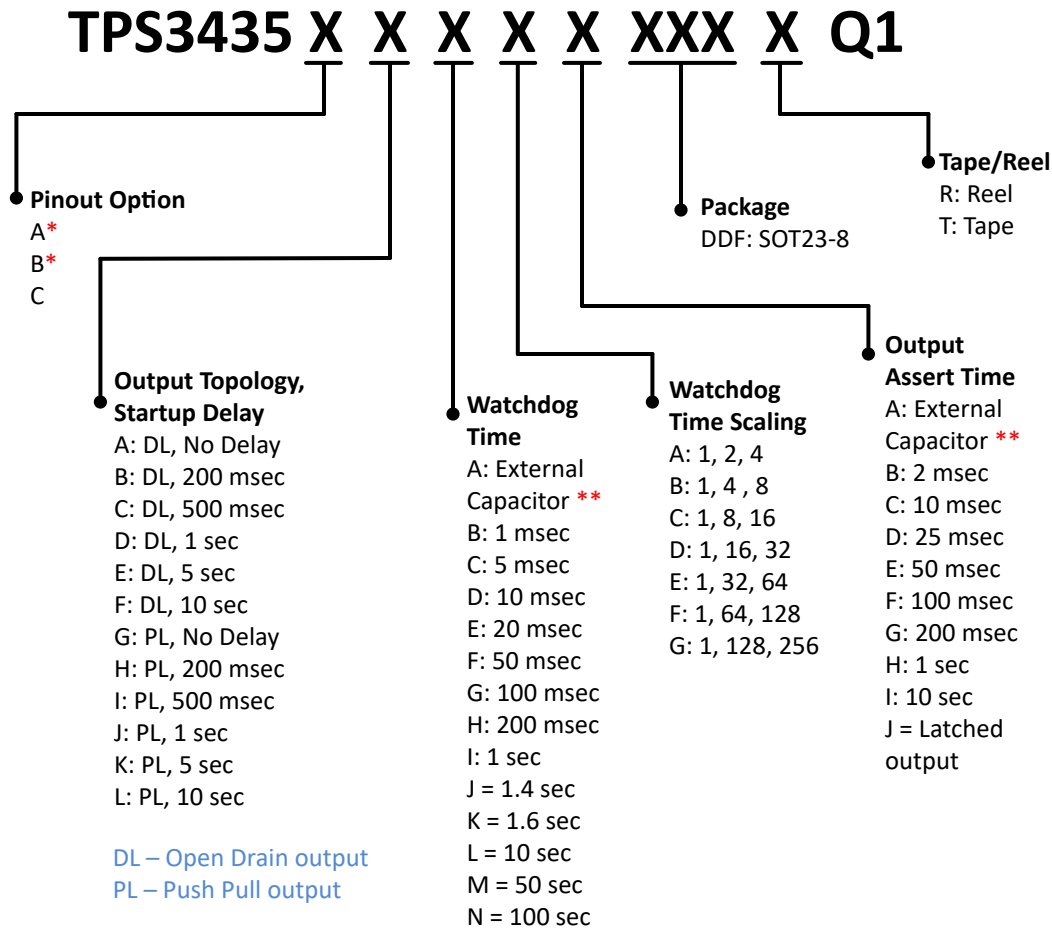 TPS3435 X X X X X XXX X Q1
Pinout Option
A*
B*
C
Output Topology,
Startup Delay
A: DL, No Delay
B: DL, 200 msec
C: DL, 500 msec
D: DL, 1 sec
E: DL, 5 sec
F: DL, 10 sec
G: PL, No Delay
H: PL, 200 msec
I: PL, 500 msec
J: PL, 1 sec
K: PL, 5 sec
L: PL, 10 sec
DL – Open Drain output
PL – Push Pull output
Watchdog
Time
A: External
Capacitor **
B: 1 msec
C: 5 msec
D: 10 msec
E: 20 msec
F: 50 msec
G: 100 msec
H: 200 msec
I: 1 sec
J = 1.4 sec
K = 1.6 sec
L = 10 sec
M = 50 sec
N = 100 sec
Watchdog
Time Scaling
A: 1, 2, 4
B: 1, 4 , 8
C: 1, 8, 16
D: 1, 16, 32
E: 1, 32, 64
F: 1, 64, 128
G: 1, 128, 256
Output
Assert Time
A: External
Capacitor **
B: 2 msec
C: 10 msec
D: 25 msec
E: 50 msec
F: 100 msec
G: 200 msec
H: 1 sec
I: 10 sec
J = Latched
output
Package
DDF: SOT23-8
Tape/Reel
R: Reel
T: Tape